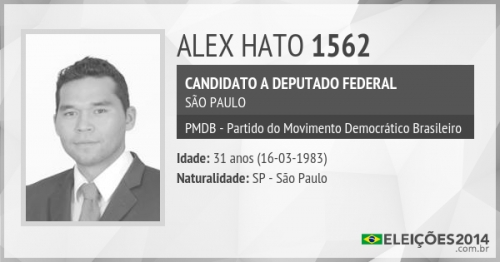 ALEX HATO 1562
CANDIDATO A DEPUTADO FEDERAL
SÃO PAULO
PMDB - Partido do Movimento Democrático Brasileiro
Idade: 31 anos (16-03-1983)
Naturalidade: SP - São Paulo
ELEIÇÕES2014
.com.br